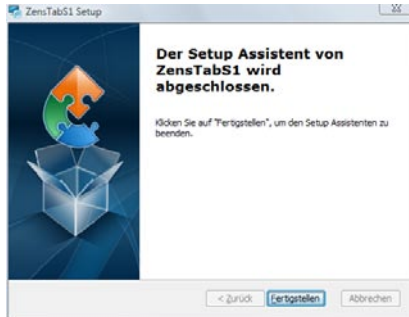 ZensTabS1 Setup
Der Setup Assistent von
ZensTabS1 wird
abgeschlossen.
Klicken Sie auf "Fertigstellen", um den Setup Assistenten zu
beenden.
< Zurück Fertigstellen Abbrechen